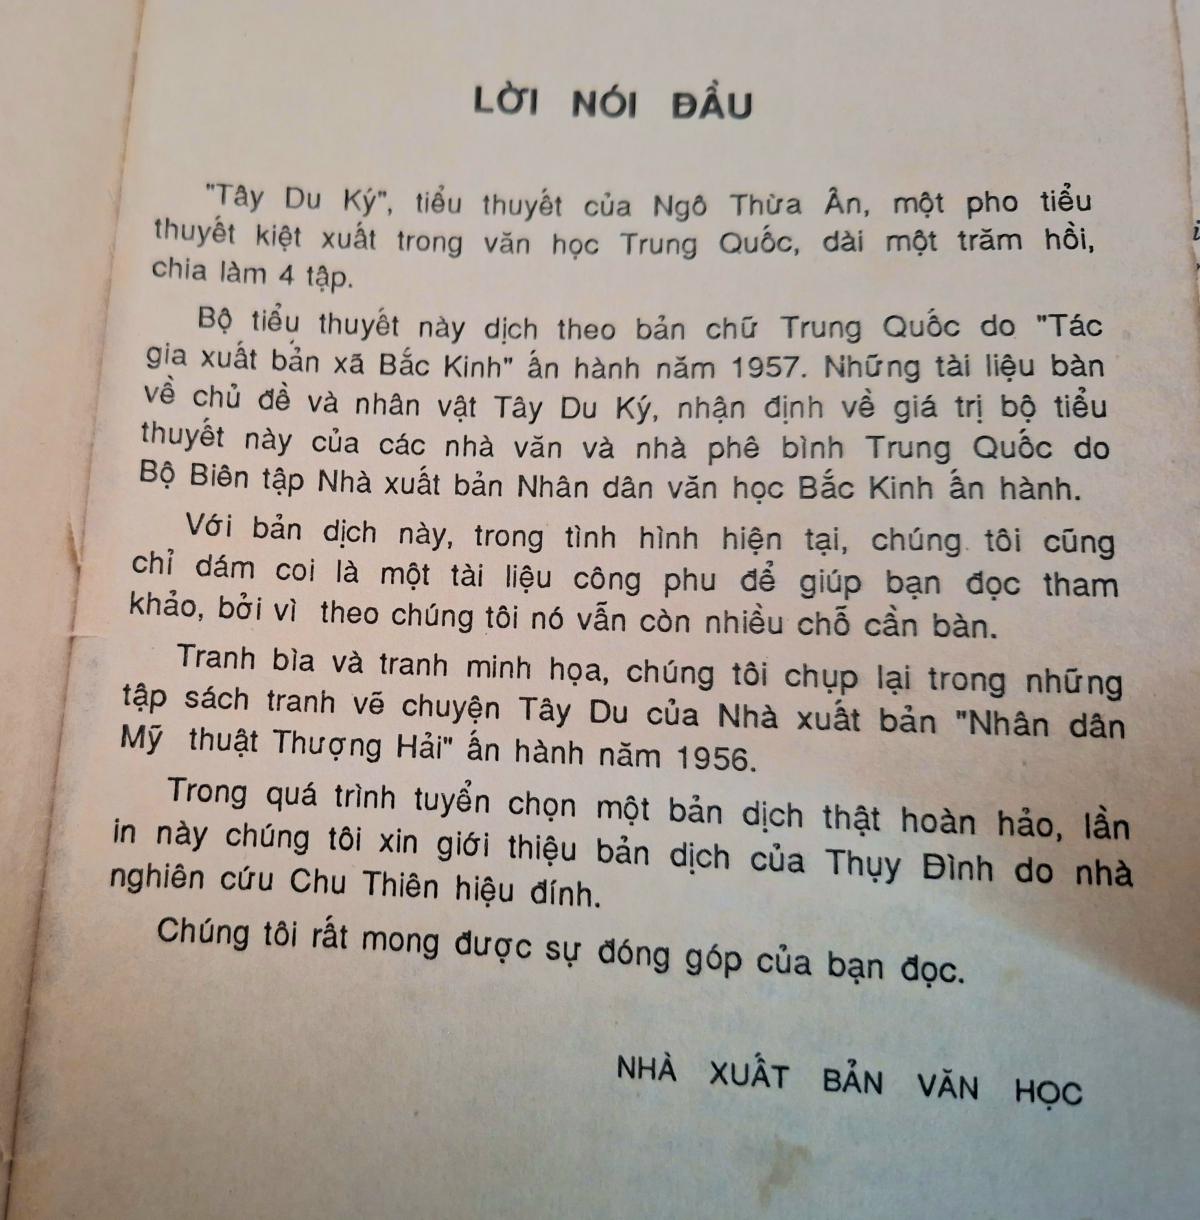 LỜI NÓI ĐẦU
"Tây Du Ký", tiểu thuyết của Ngô Thừa Ân, một pho tiểu
thuyết kiệt xuất trong văn học Trung Quốc, dài một trăm hồi,
chia làm 4 tập.
Bộ tiểu thuyết này dịch theo bản chữ Trung Quốc do "Tác
gia xuất bản xã Bắc Kinh" ấn hành năm 1957. Những tài liệu bàn
về chủ đề và nhân vật Tây Du Ký, nhận định về giá trị bộ tiểu
thuyết này của các nhà văn và nhà phê bình Trung Quốc do
Bộ Biên tập Nhà xuất bản Nhân dân văn học Bắc Kinh ấn hành.
Với bản dịch này, trong tình hình hiện tại, chúng tôi cũng
chỉ dám coi là một tài liệu công phu để giúp bạn đọc tham
khảo, bởi vì theo chúng tôi nó vẫn còn nhiều chỗ cần bàn.
Tranh bìa và tranh minh họa, chúng tôi chụp lại trong những
tập sách tranh vẽ chuyện Tây Du của Nhà xuất bản "Nhân dân
Mỹ thuật Thượng Hải" ấn hành năm 1956.
Trong quá trình tuyển chọn một bản dịch thật hoàn hảo, lần
in này chúng tôi xin giới thiệu bản dịch của Thụy Đình do nhà
nghiên cứu Chu Thiên hiệu đính.
Chúng tôi rất mong được sự đóng góp của bạn đọc.
NHÀ XUẤT BẢN VĂN HỌC